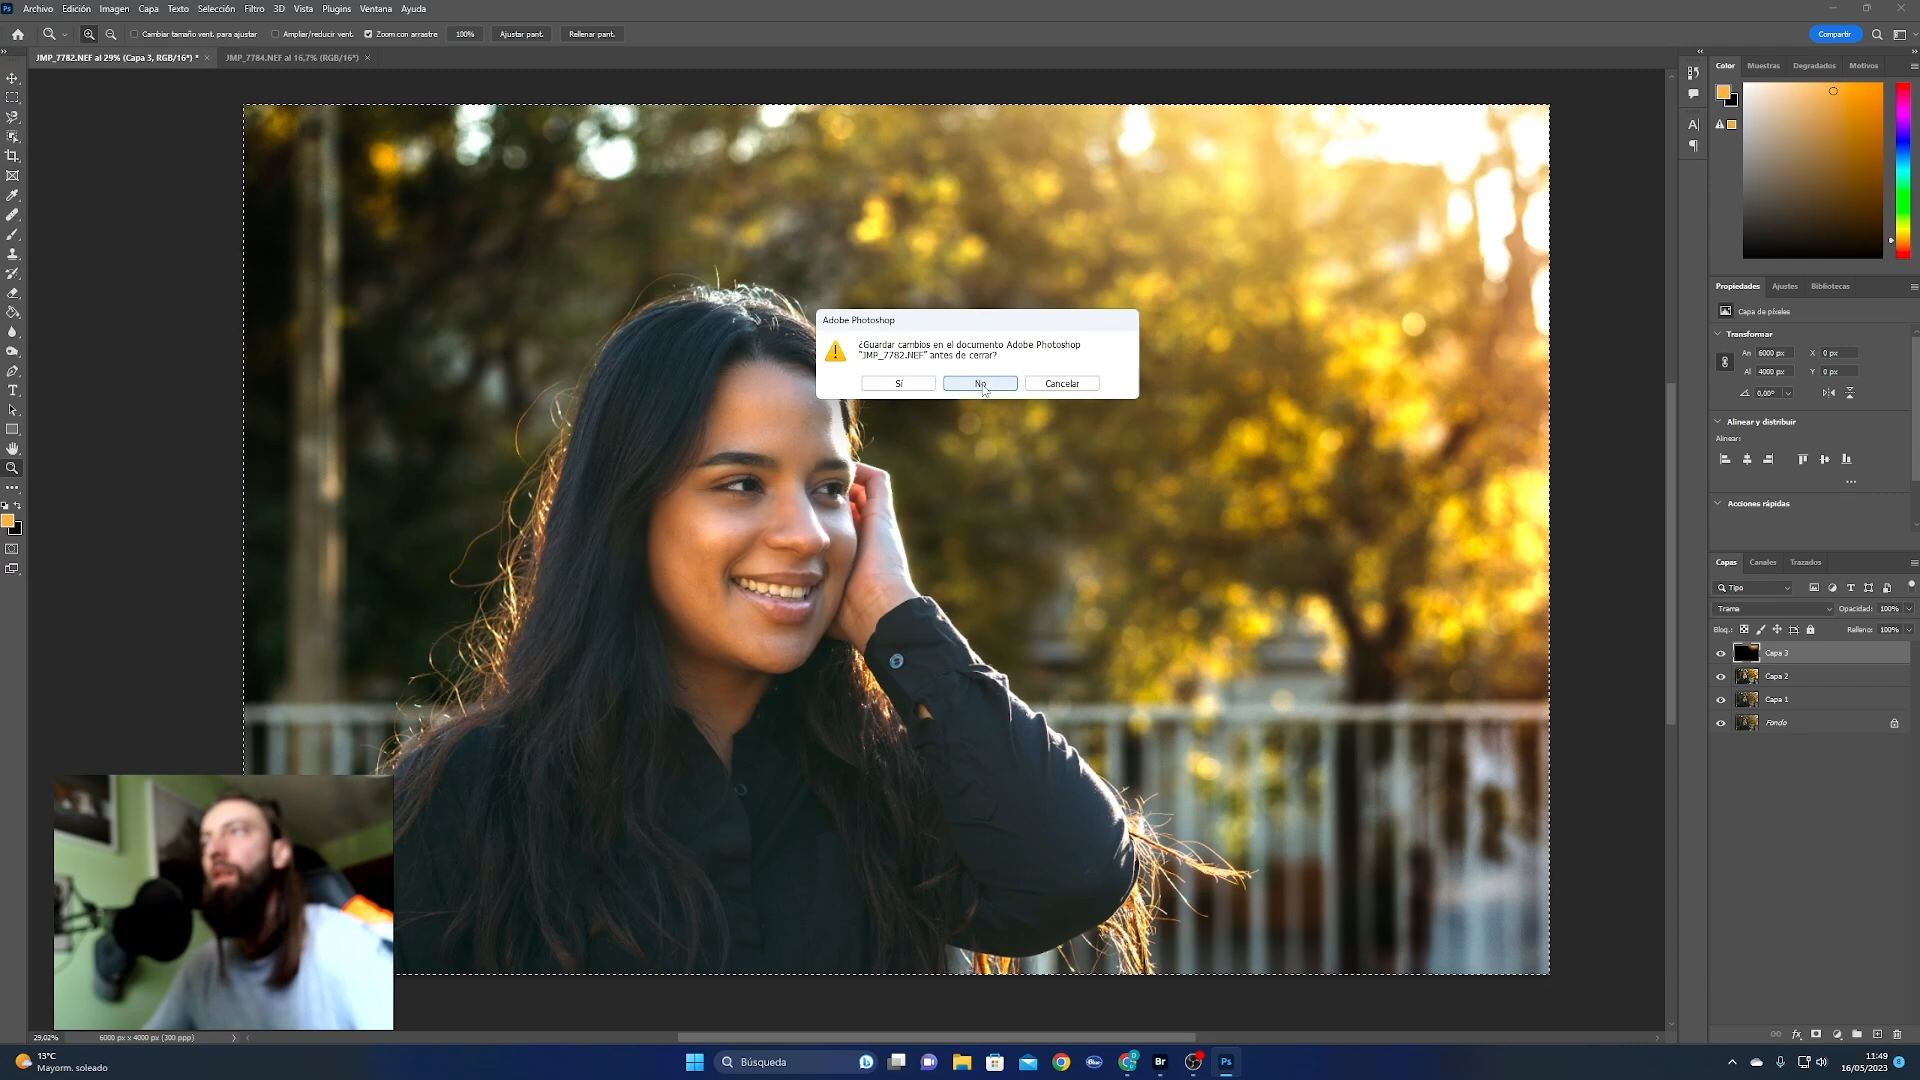 Ps Archivo Edición Imagen Capa Texto Selección Filtro 3D Vista Plugins Ventana Ayuda
Cambiar tamaño vent. para ajustar Ampliar/reducir vent. Zoom con arrastre 100% Ajustar pant. Rellenar pant. Compartir
JMP_7782.NEF al 29% (Capa 3, RGB/16*) * × JMP_7784.NEF al 16,7% (RGB/16*) ×
Color Muestras Degradados Motivos
Propiedades Ajustes Bibliotecas
Capa de píxeles
Transformar
An 6000 px X 0 px
Al 4000 px Y 0 px
0,00°
Alinear y distribuir
Alinear:
Acciones rápidas
Capas Canales Trazados
Tipo
Trama Opacidad: 100%
Bloq.: Relleno: 100%
Capa 3
Capa 2
Capa 1
Fondo
Adobe Photoshop
¿Guardar cambios en el documento Adobe Photoshop
"JMP_7782.NEF" antes de cerrar?
Sí No Cancelar
29,02% 6000 px x 4000 px (300 ppp)
13°C
Mayorm. soleado
Búsqueda
Br
Ps
11:49
16/05/2023
8